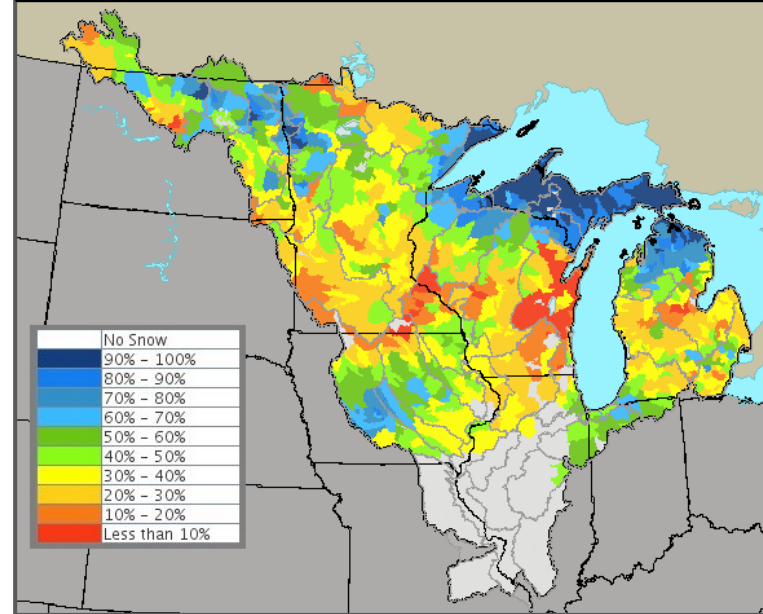 No Snow
90% - 100%
80% - 90%
70% - 80%
60% - 70%
50% - 60%
40% - 50%
30% - 40%
20% - 30%
10% - 20%
Less than 10%